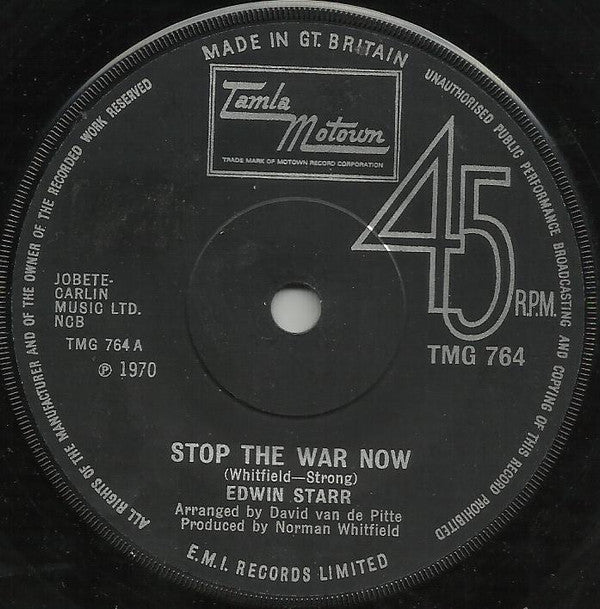 MADE IN GT. BRITAIN
UNAUTHORISED PUBLIC PERFORMANCE BROADCASTING AND COPYING OF THIS RECORD PROHIBITED
ALL RIGHTS OF THE MANUFACTURER AND OF THE OWNER OF THE RECORDED WORK RESERVED
Tamla
Motown
TRADE MARK OF MOTOWN RECORD CORPORATION
45
R.P.M.
TMG 764
JOBETE-
CARLIN
MUSIC LTD.
NCB
TMG 764 A
℗ 1970
STOP THE WAR NOW
(Whitfield—Strong)
EDWIN STARR
Arranged by David van de Pitte
Produced by Norman Whitfield
E.M.I. RECORDS LIMITED